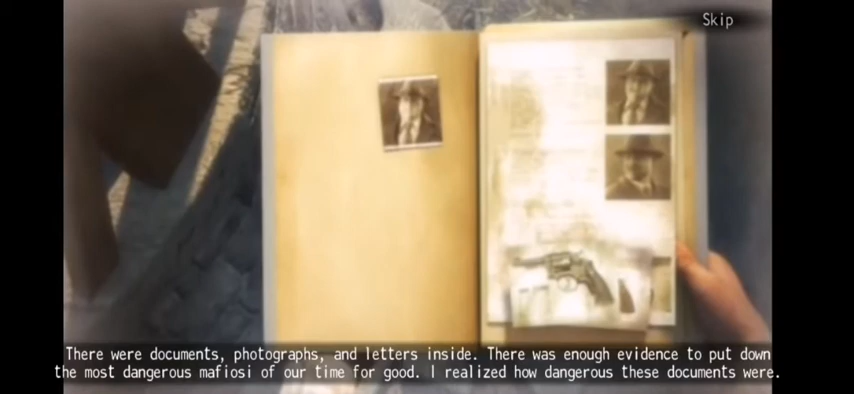 Skip
There were documents, photographs, and letters inside. There was enough evidence to put down
the most dangerous mafiosi of our time for good. I realized how dangerous these documents were.